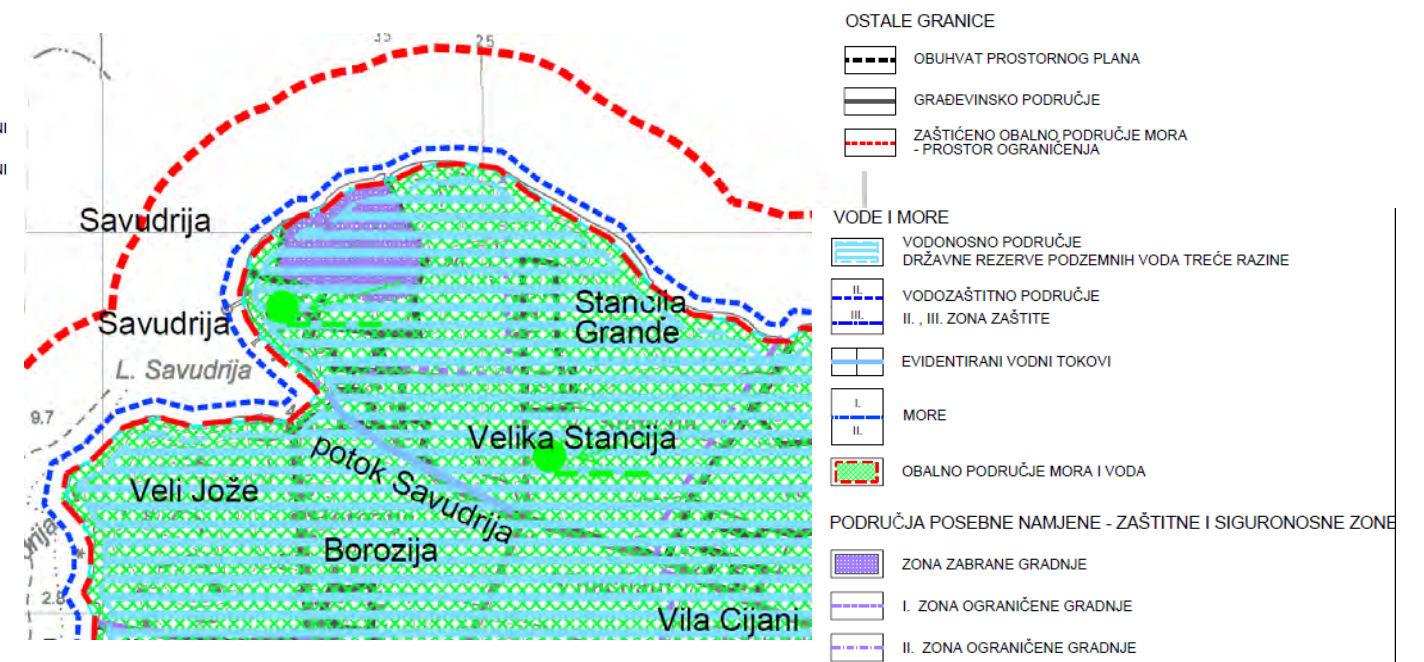 35
25
NI
NI
Savudrija
Savudrija
L. Savudrija
9,7
4
Stancija
Grande
Velika Stancija
potok Savudrija
Veli Jože
Borozija
2.8
Vila Cijani
OSTALE GRANICE
OBUHVAT PROSTORNOG PLANA
GRAĐEVINSKO PODRUČJE
ZAŠTIĆENO OBALNO PODRUČJE MORA
- PROSTOR OGRANIČENJA
VODE I MORE
VODONOSNO PODRUČJE
DRŽAVNE REZERVE PODZEMNIH VODA TREĆE RAZINE
II.
III.
VODOZAŠTITNO PODRUČJE
II. , III. ZONA ZAŠTITE
EVIDENTIRANI VODNI TOKOVI
I.
II.
MORE
OBALNO PODRUČJE MORA I VODA
PODRUČJA POSEBNE NAMJENE - ZAŠTITNE I SIGURONOSNE ZONE
ZONA ZABRANE GRADNJE
I. ZONA OGRANIČENE GRADNJE
II. ZONA OGRANIČENE GRADNJE